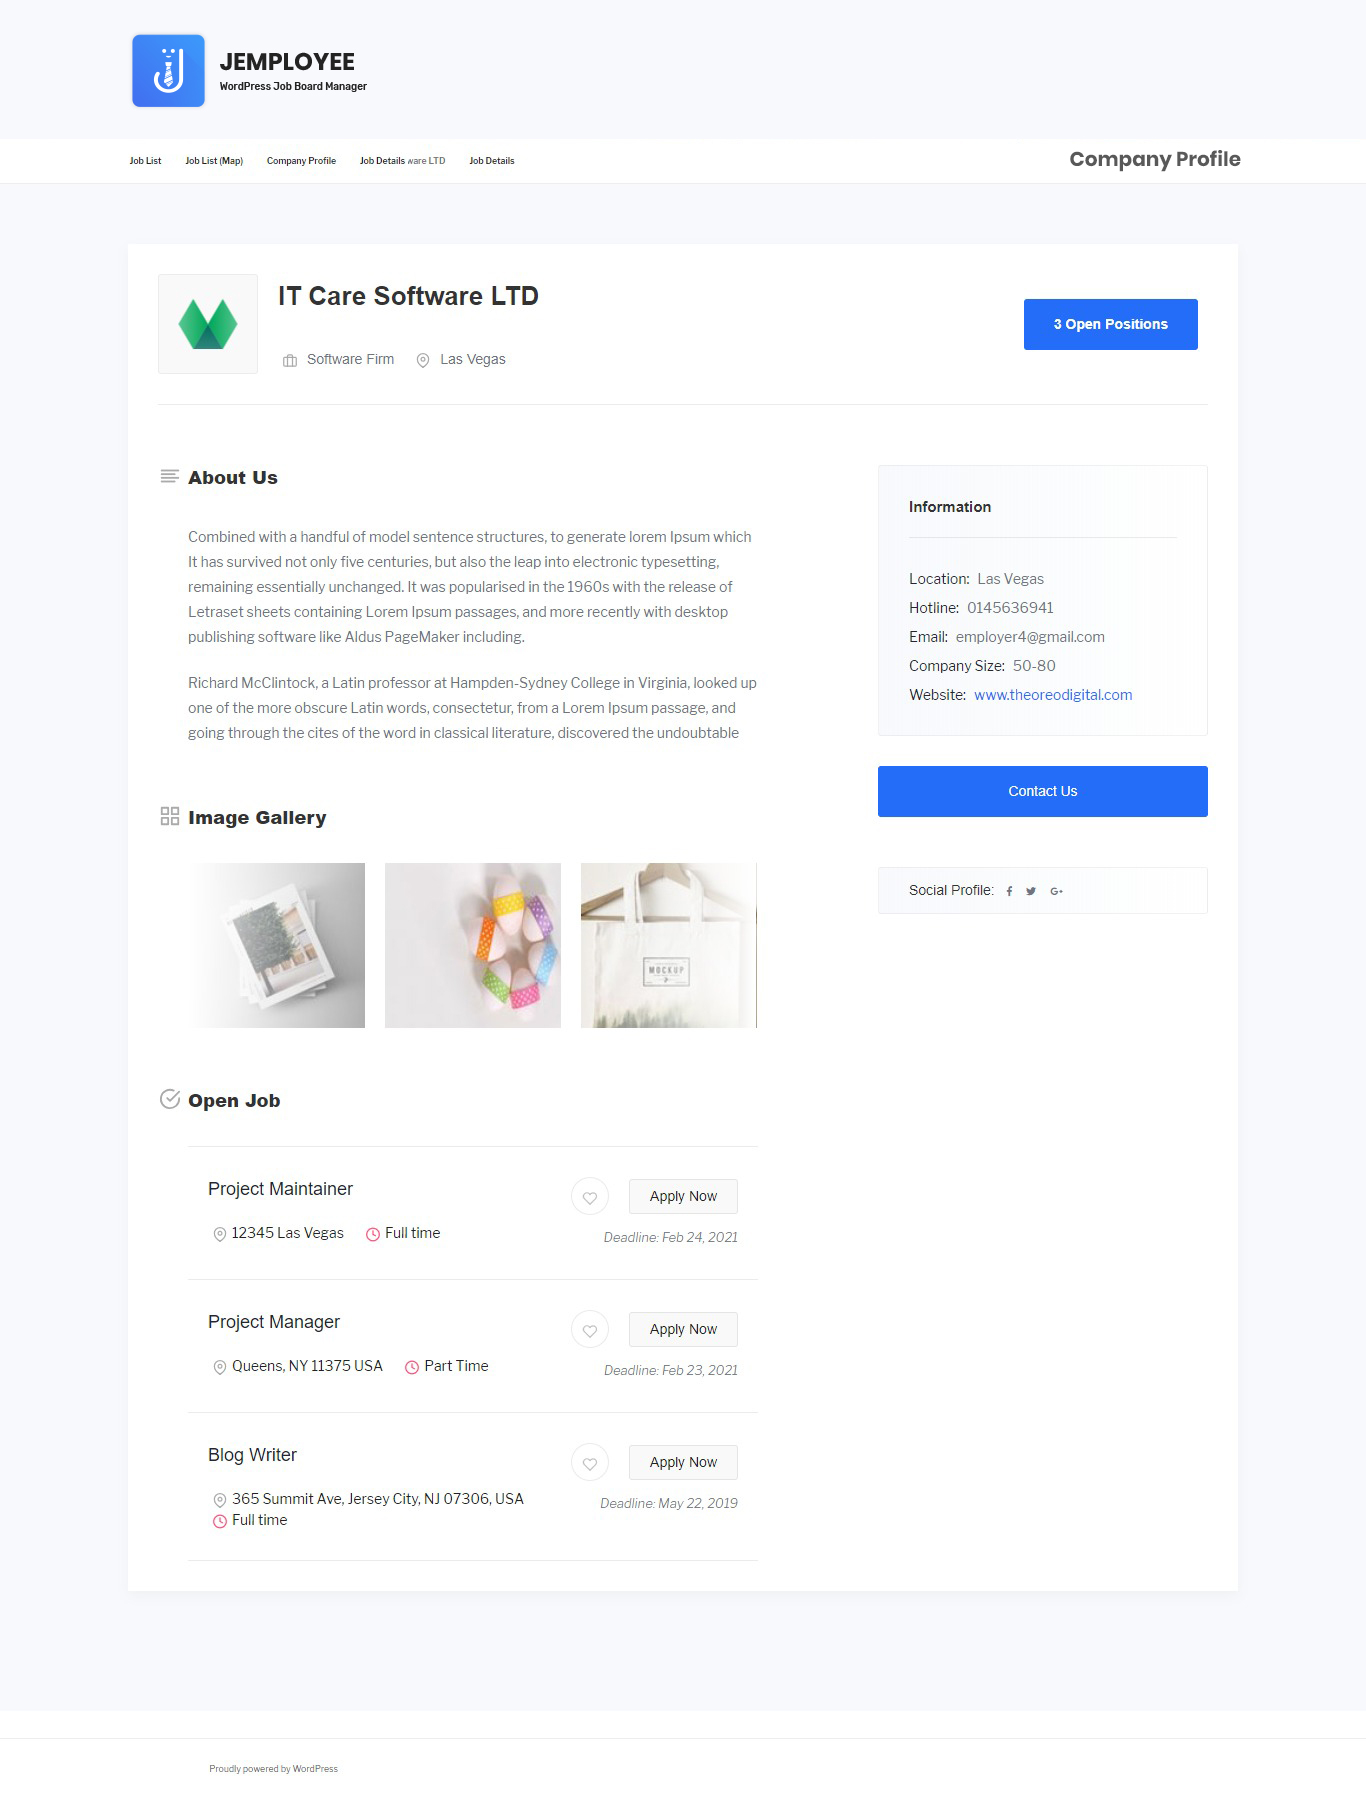 JEMPLOYEE
WordPress Job Board Manager
Job List Job List (Map) Company Profile Job Details ware LTD Job Details
Company Profile
IT Care Software LTD
Software Firm Las Vegas
3 Open Positions
About Us
Combined with a handful of model sentence structures, to generate lorem Ipsum which
It has survived not only five centuries, but also the leap into electronic typesetting,
remaining essentially unchanged. It was popularised in the 1960s with the release of
Letraset sheets containing Lorem Ipsum passages, and more recently with desktop
publishing software like Aldus PageMaker including.
Richard McClintock, a Latin professor at Hampden-Sydney College in Virginia, looked up
one of the more obscure Latin words, consectetur, from a Lorem Ipsum passage, and
going through the cites of the word in classical literature, discovered the undoubtable
Information
Location: Las Vegas
Hotline: 0145636941
Email: employer4@gmail.com
Company Size: 50-80
Website: www.theoreodigital.com
Contact Us
Social Profile:
Image Gallery
MOCKUP
Open Job
Project Maintainer
Apply Now
12345 Las Vegas Full time
Deadline: Feb 24, 2021
Project Manager
Apply Now
Queens, NY 11375 USA Part Time
Deadline: Feb 23, 2021
Blog Writer
Apply Now
365 Summit Ave, Jersey City, NJ 07306, USA
Deadline: May 22, 2019
Full time
Proudly powered by WordPress